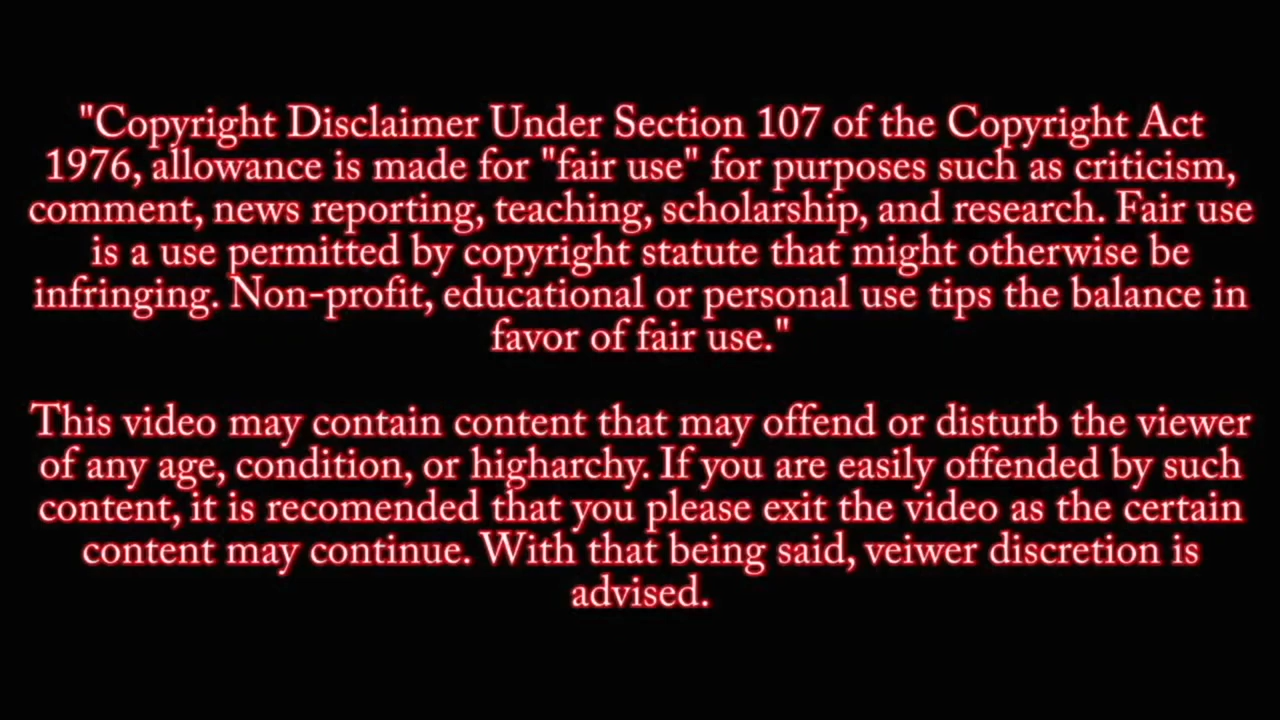 "Copyright Disclaimer Under Section 107 of the Copyright Act
1976, allowance is made for "fair use" for purposes such as criticism,
comment, news reporting, teaching, scholarship, and research. Fair use
is a use permitted by copyright statute that might otherwise be
infringing. Non-profit, educational or personal use tips the balance in
favor of fair use."
This video may contain content that may offend or disturb the viewer
of any age, condition, or higharchy. If you are easily offended by such
content, it is recomended that you please exit the video as the certain
content may continue. With that being said, veiwer discretion is
advised.